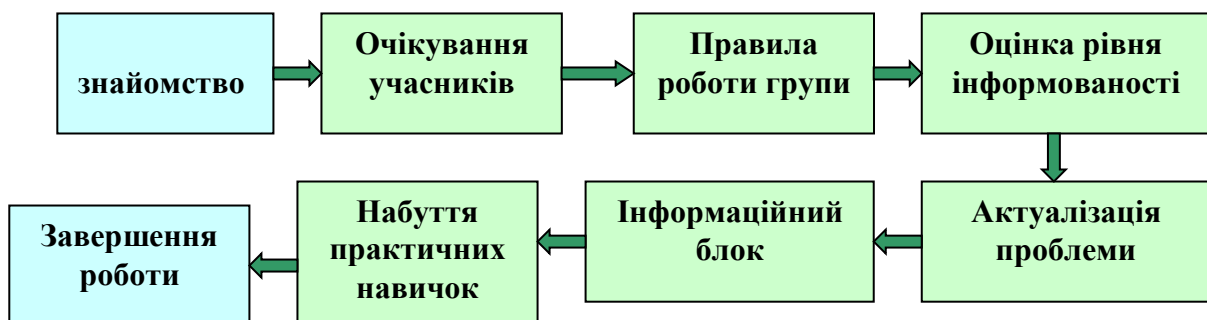 знайомство
Очікування
учасників
Правила
роботи групи
Оцінка рівня
інформованості
Актуалізація
проблеми
Інформаційний
блок
Набуття
практичних
навичок
Завершення
роботи